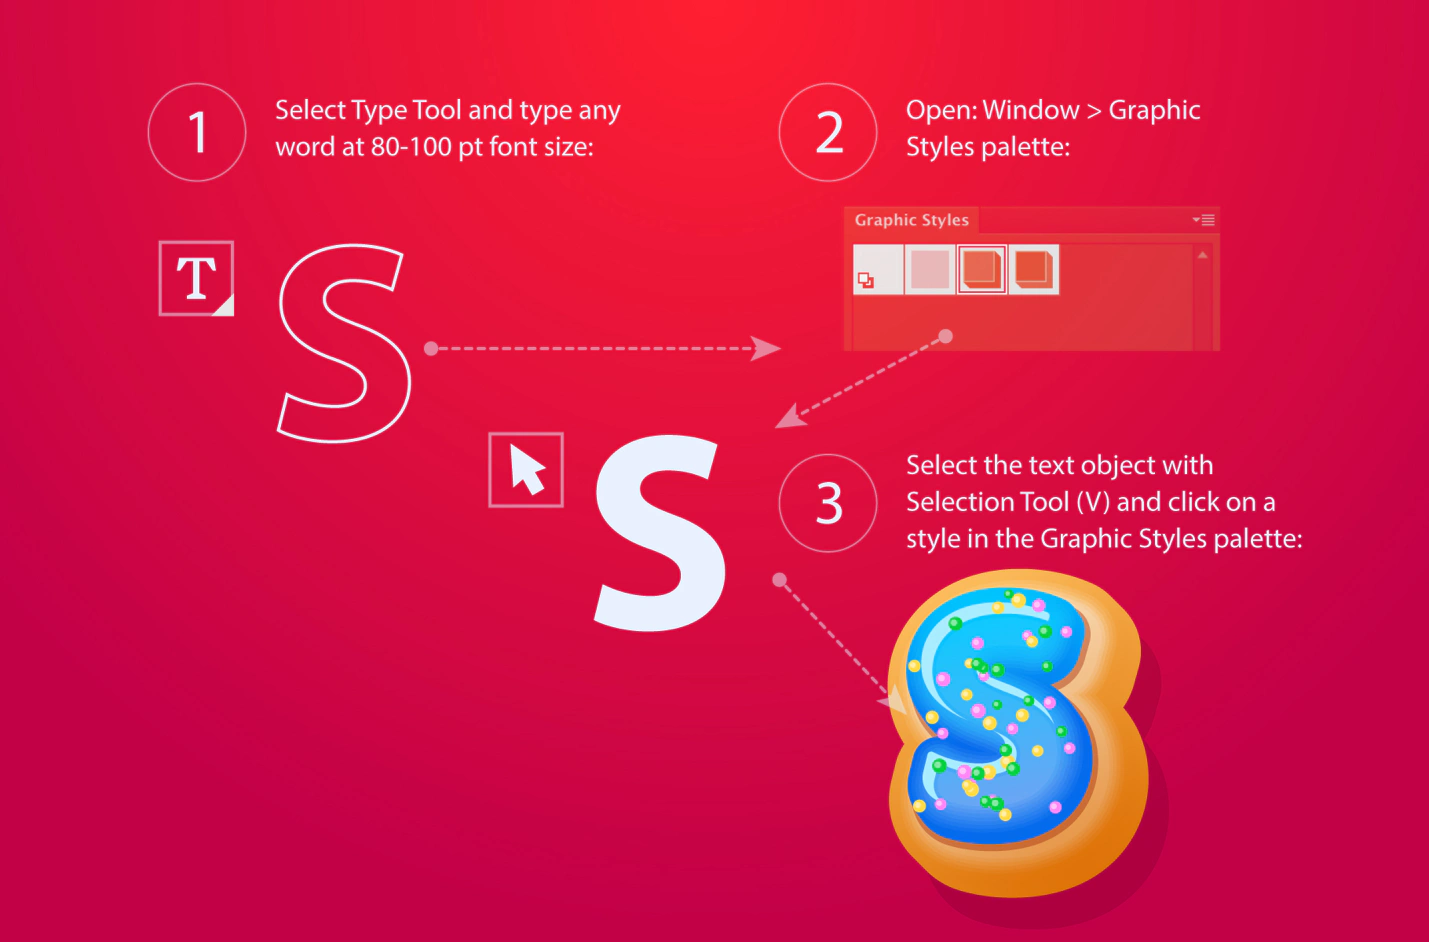 1
Select Type Tool and type any
word at 80-100 pt font size:
T
S
2
Open: Window > Graphic
Styles palette:
Graphic Styles
S
3
Select the text object with
Selection Tool (V) and click on a
style in the Graphic Styles palette:
S